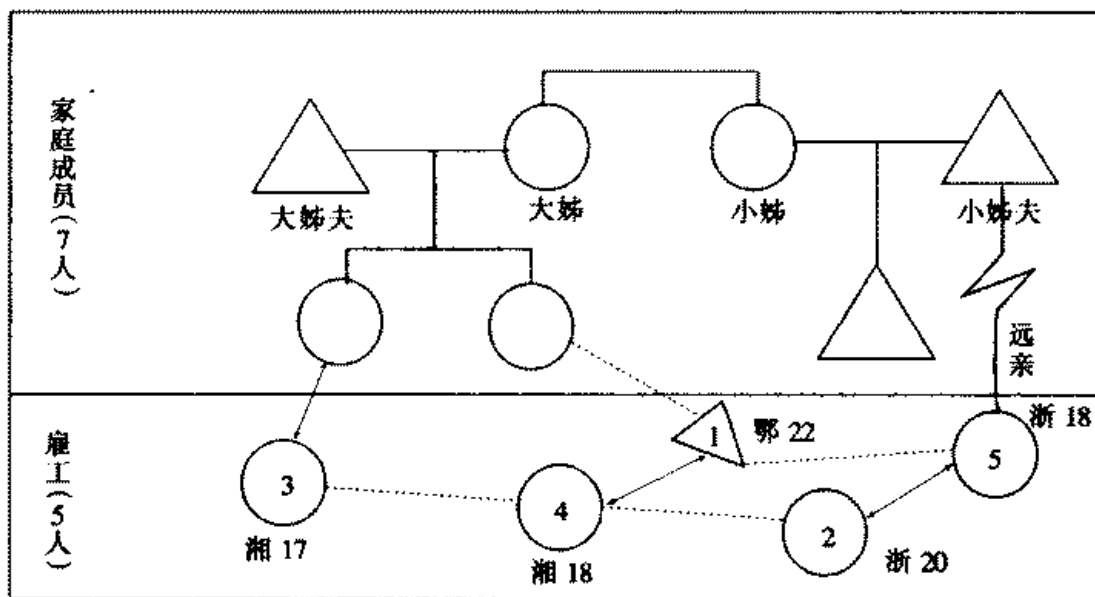 家庭成员(7人)
大姊夫
大姊
小姊
小姊夫
远亲
雇工(5人)
1
鄂 22
浙 18
5
3
4
2
湘 17
湘 18
浙 20